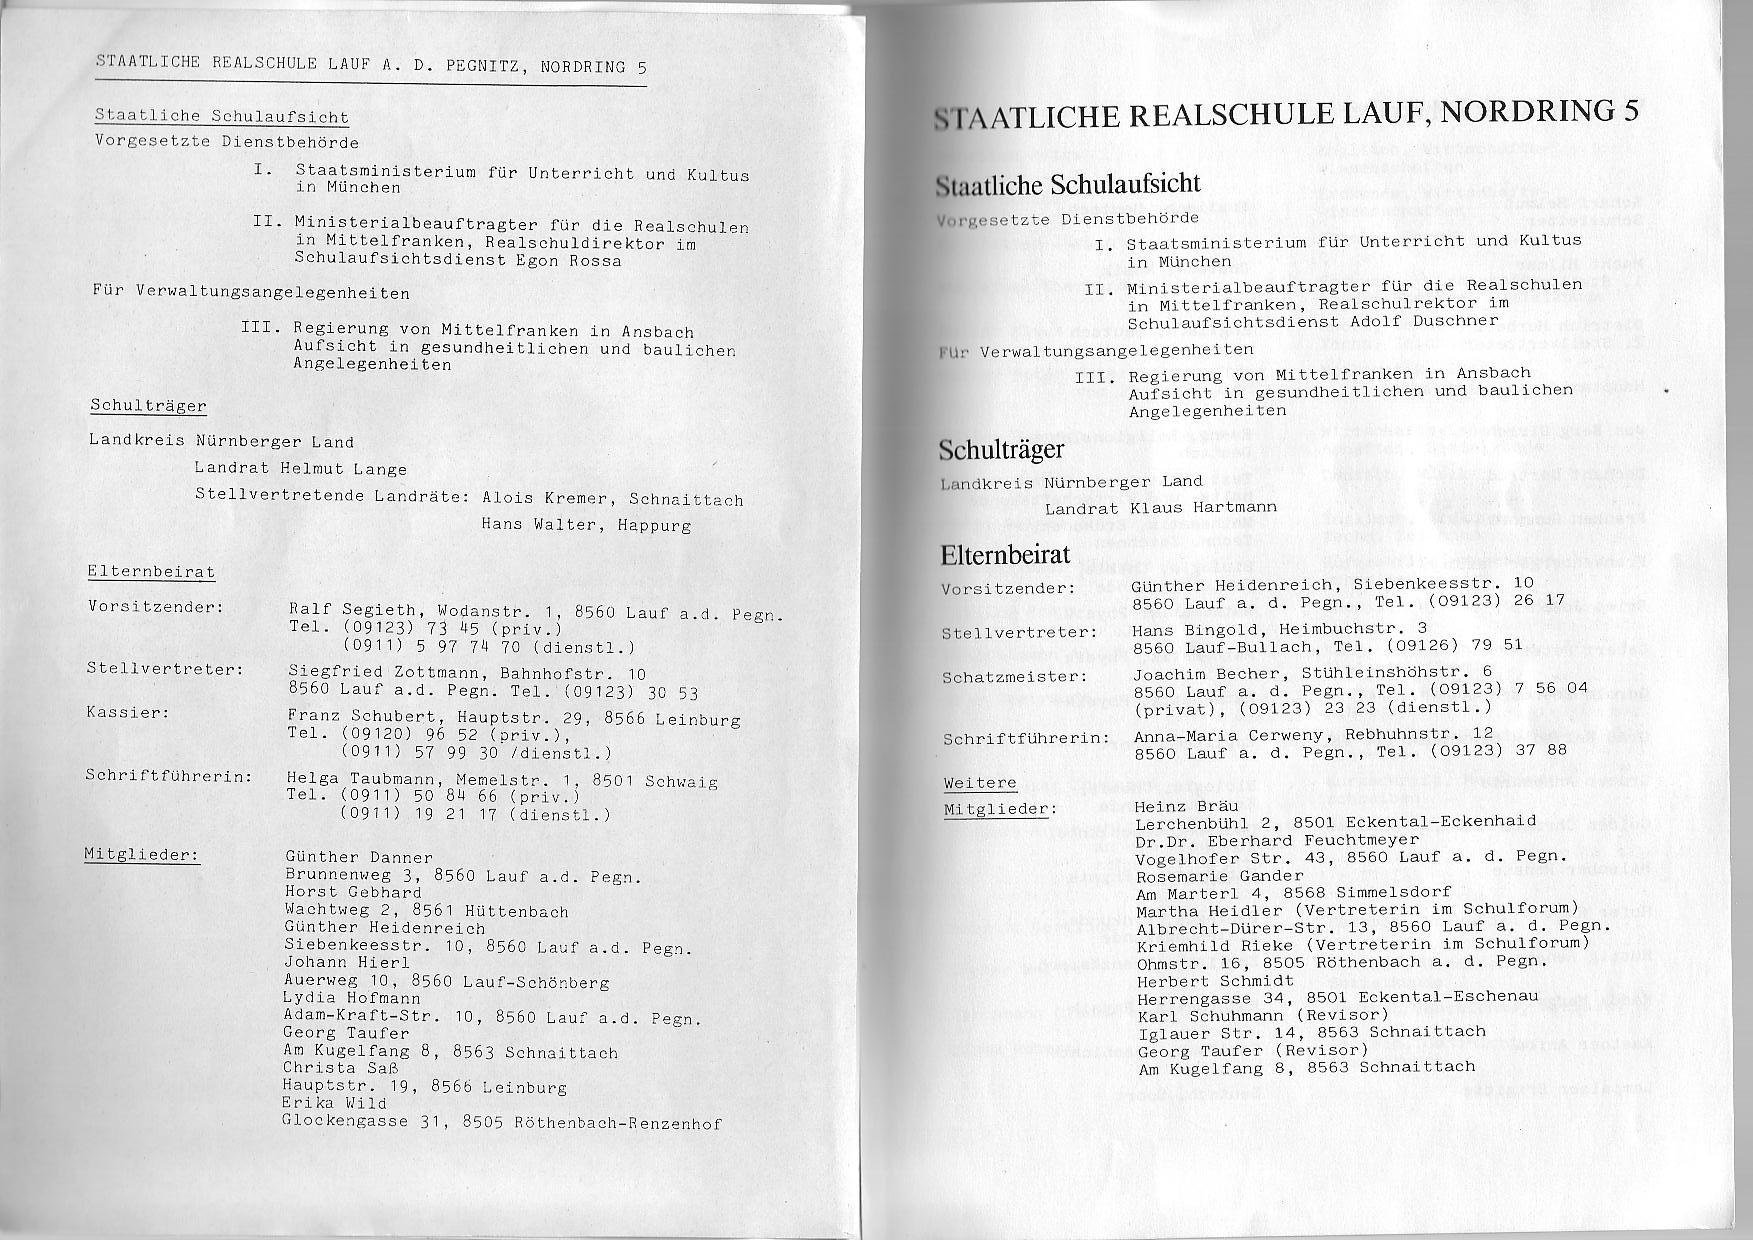 STAATLICHE REALSCHULE LAUF A. D. PEGNITZ, NORDRING 5
Staatliche Schulaufsicht
Vorgesetzte Dienstbehörde
I. Staatsministerium für Unterricht und Kultus
in München
II. Ministerialbeauftragter für die Realschulen
in Mittelfranken, Realschuldirektor im
Schulaufsichtsdienst Egon Rossa
Für Verwaltungsangelegenheiten
III. Regierung von Mittelfranken in Ansbach
Aufsicht in gesundheitlichen und baulichen
Angelegenheiten
Schulträger
Landkreis Nürnberger Land
Landrat Helmut Lange
Stellvertretende Landräte: Alois Kremer, Schnaittach
Hans Walter, Happurg
Elternbeirat
Vorsitzender: Ralf Segieth, Wodanstr. 1, 8560 Lauf a.d. Pegn.
Tel. (09123) 73 45 (priv.)
(0911) 5 97 74 70 (dienstl.)
Stellvertreter: Siegfried Zottmann, Bahnhofstr. 10
8560 Lauf a.d. Pegn. Tel. (09123) 30 53
Kassier: Franz Schubert, Hauptstr. 29, 8566 Leinburg
Tel. (09120) 96 52 (priv.),
(0911) 57 99 30 /dienstl.)
Schriftführerin: Helga Taubmann, Memelstr. 1, 8501 Schwaig
Tel. (0911) 50 84 66 (priv.)
(0911) 19 21 17 (dienstl.)
Mitglieder: Günther Danner
Brunnenweg 3, 8560 Lauf a.d. Pegn.
Horst Gebhard
Wachtweg 2, 8561 Hüttenbach
Günther Heidenreich
Siebenkeesstr. 10, 8560 Lauf a.d. Pegn.
Johann Hierl
Auerweg 10, 8560 Lauf-Schönberg
Lydia Hofmann
Adam-Kraft-Str. 10, 8560 Lauf a.d. Pegn.
Georg Taufer
Am Kugelfang 8, 8563 Schnaittach
Christa Saß
Hauptstr. 19, 8566 Leinburg
Erika Wild
Glockengasse 31, 8505 Röthenbach-Renzenhof
STAATLICHE REALSCHULE LAUF, NORDRING 5
Staatliche Schulaufsicht
Vorgesetzte Dienstbehörde
I. Staatsministerium für Unterricht und Kultus
in München
II. Ministerialbeauftragter für die Realschulen
in Mittelfranken, Realschulrektor im
Schulaufsichtsdienst Adolf Duschner
Für Verwaltungsangelegenheiten
III. Regierung von Mittelfranken in Ansbach
Aufsicht in gesundheitlichen und baulichen
Angelegenheiten
Schulträger
Landkreis Nürnberger Land
Landrat Klaus Hartmann
Elternbeirat
Vorsitzender: Günther Heidenreich, Siebenkeesstr. 10
8560 Lauf a. d. Pegn., Tel. (09123) 26 17
Stellvertreter: Hans Bingold, Heimbuchstr. 3
8560 Lauf-Bullach, Tel. (09126) 79 51
Schatzmeister: Joachim Becher, Stühleinshöhstr. 6
8560 Lauf a. d. Pegn., Tel. (09123) 7 56 04
(privat), (09123) 23 23 (dienstl.)
Schriftführerin: Anna-Maria Cerweny, Rebhuhnstr. 12
8560 Lauf a. d. Pegn., Tel. (09123) 37 88
Weitere
Mitglieder: Heinz Bräu
Lerchenbühl 2, 8501 Eckental-Eckenhaid
Dr.Dr. Eberhard Feuchtmeyer
Vogelhofer Str. 43, 8560 Lauf a. d. Pegn.
Rosemarie Gander
Am Marterl 4, 8568 Simmelsdorf
Martha Heidler (Vertreterin im Schulforum)
Albrecht-Dürer-Str. 13, 8560 Lauf a. d. Pegn.
Kriemhild Rieke (Vertreterin im Schulforum)
Ohmstr. 16, 8505 Röthenbach a. d. Pegn.
Herbert Schmidt
Herrengasse 34, 8501 Eckental-Eschenau
Karl Schuhmann (Revisor)
Iglauer Str. 14, 8563 Schnaittach
Georg Taufer (Revisor)
Am Kugelfang 8, 8563 Schnaittach